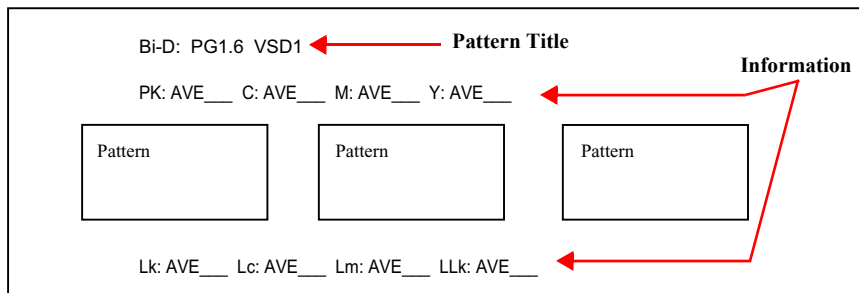 Bi-D: PG1.6 VSD1 Pattern Title
Information
PK: AVE___ C: AVE___ M: AVE___ Y: AVE___
Pattern Pattern Pattern
Lk: AVE___ Lc: AVE___ Lm: AVE___ LLk: AVE___